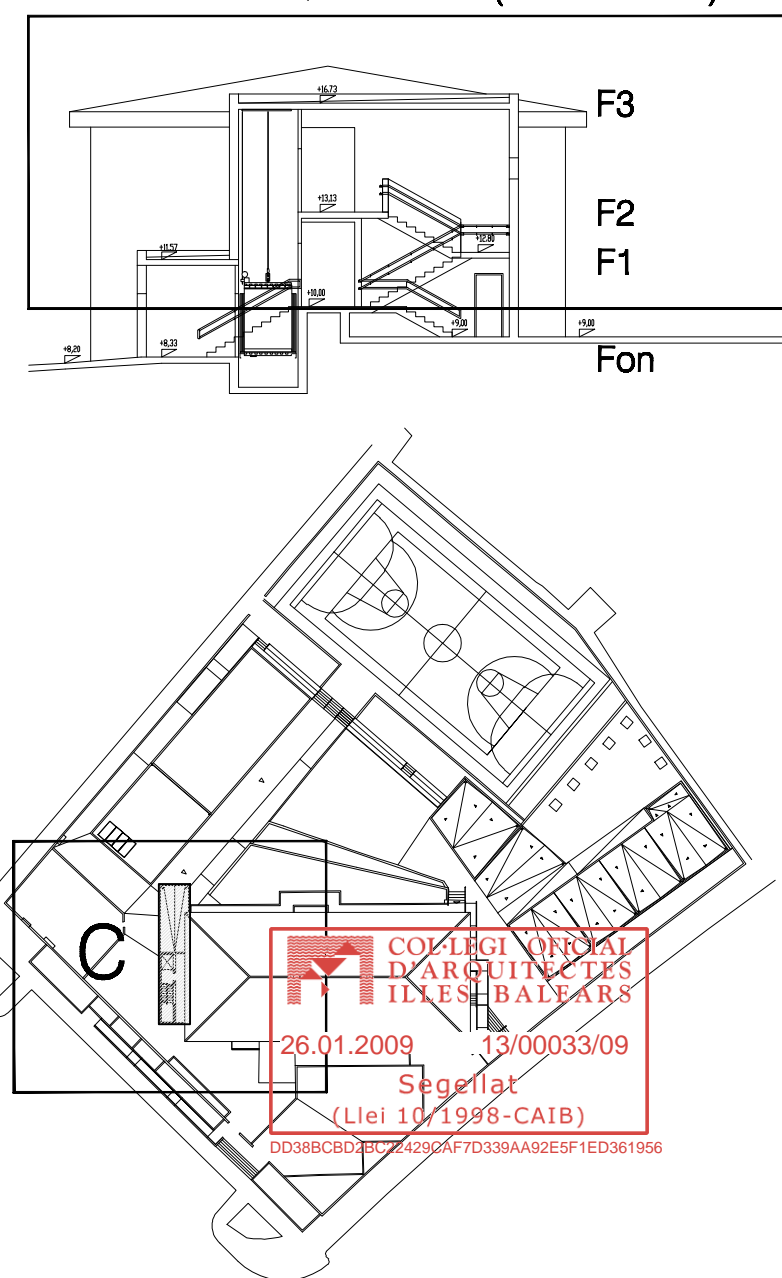 +16.73
F3
+13,13
F2
+12.80
+11.57
F1
+10,00
+9,00
+9,00
+8,33
+8,20
Fon
C
COL·LEGI OFICIAL
D'ARQUITECTES
ILLES BALEARS
26.01.2009 13/00033/09
Segellat
(Llei 10/1998-CAIB)
DD38BCBD2BC22429CAF7D339AA92E5F1ED361956